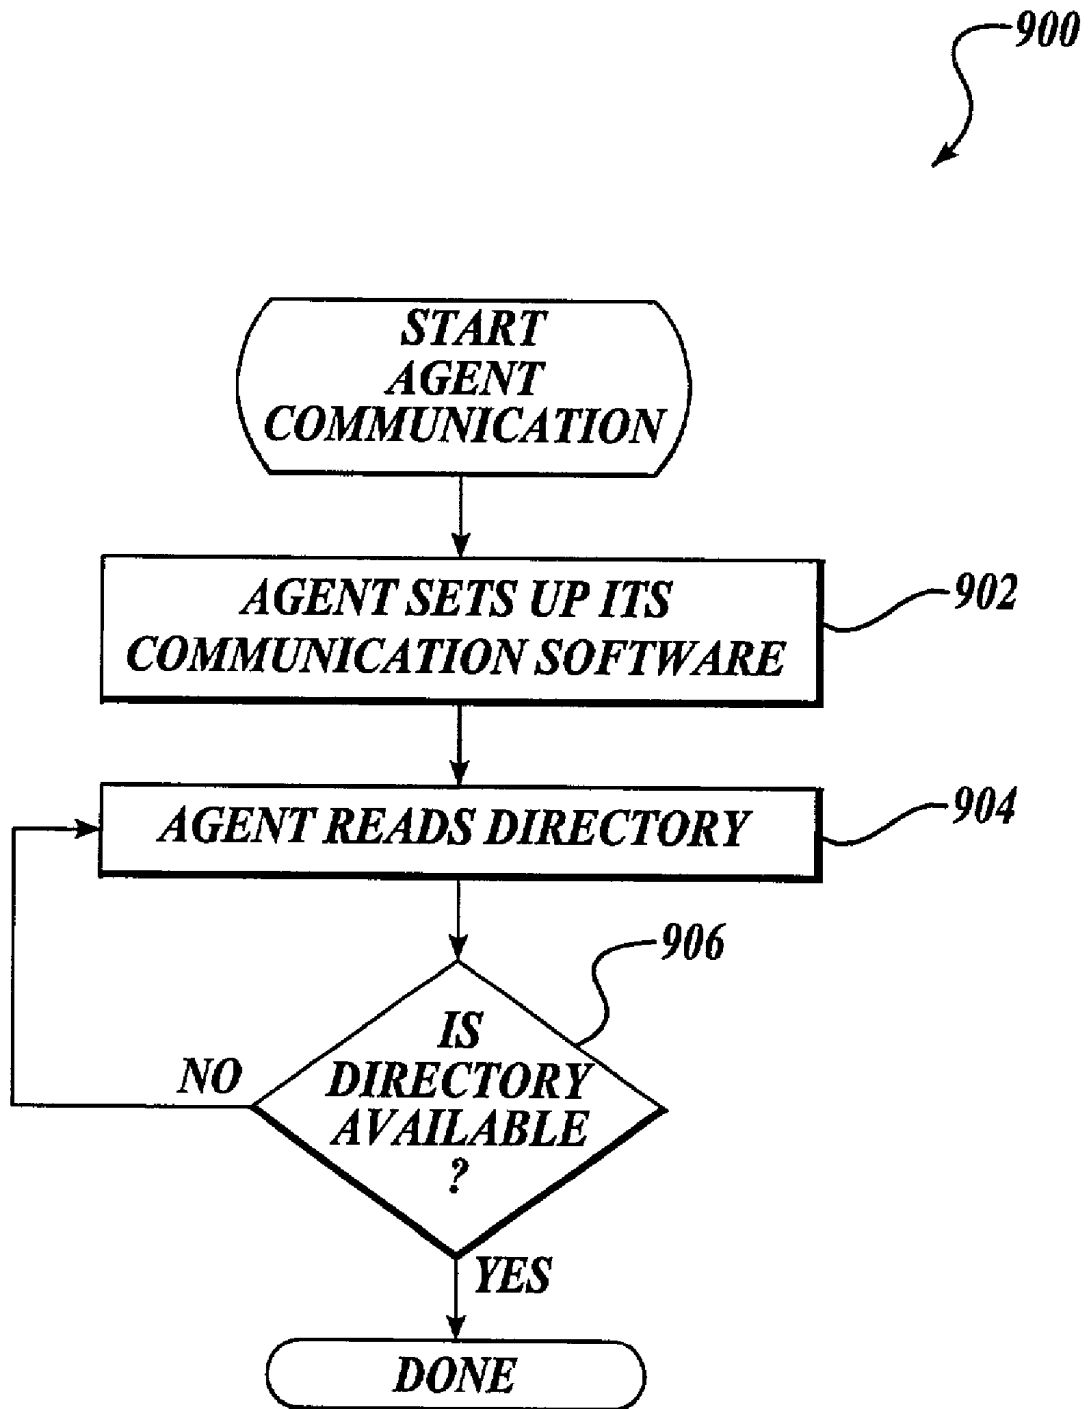 900
START
AGENT
COMMUNICATION
AGENT SETS UP ITS
COMMUNICATION SOFTWARE
902
AGENT READS DIRECTORY
904
906
IS
DIRECTORY
AVAILABLE
?
NO
YES
DONE